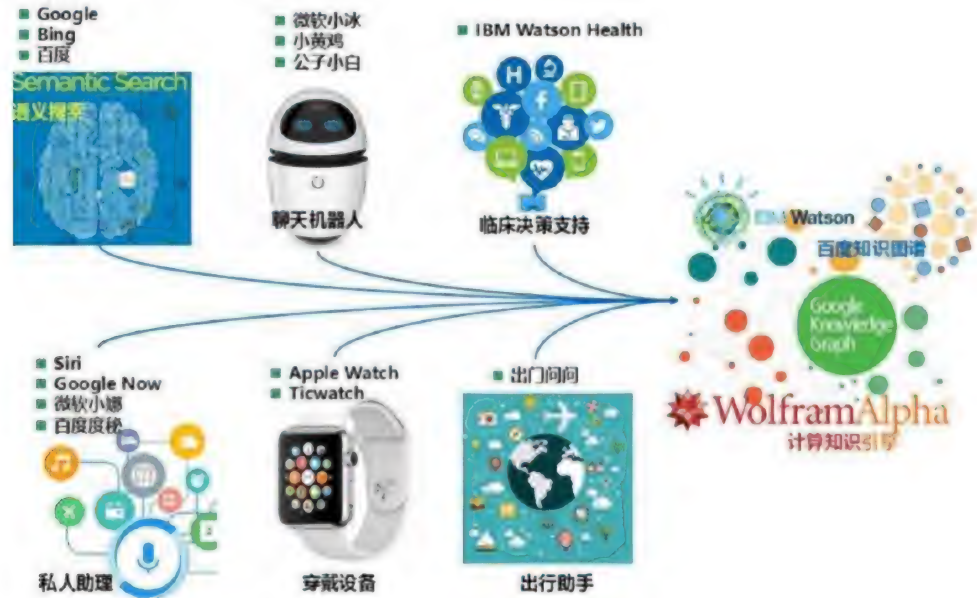 Google
Bing
百度
Semantic Search
语义搜索
微软小冰
小黄鸡
公子小白
聊天机器人
IBM Watson Health
临床决策支持
IBM Watson
百度知识图谱
Google
Knowledge
Graph
WolframAlpha
计算知识引擎
Siri
Google Now
微软小娜
百度度秘
私人助理
Apple Watch
Ticwatch
穿戴设备
出门问问
出行助手